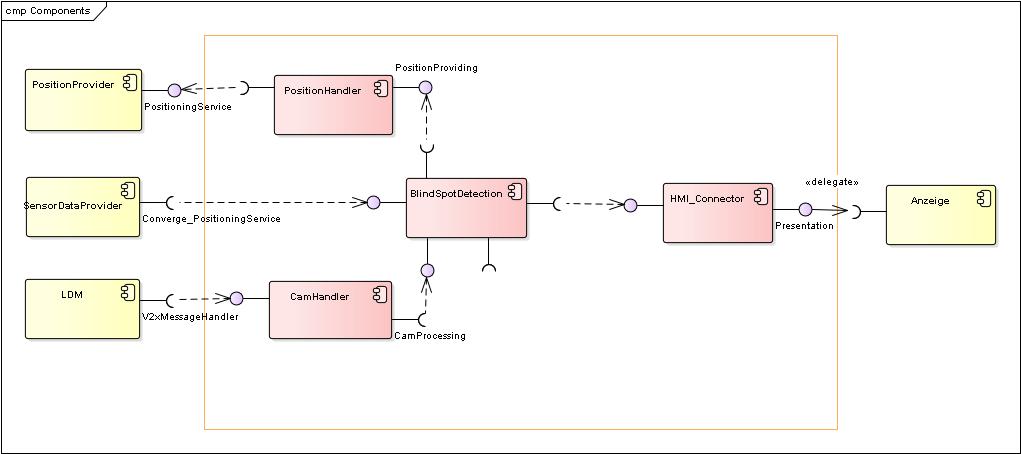 cmp Components
PositionProvider
PositioningService
PositionHandler
PositionProviding
SensorDataProvider
Converge_PositioningService
BlindSpotDetection
HMI_Connector
«delegate»
Presentation
Anzeige
LDM
V2xMessageHandler
CamHandler
CamProcessing